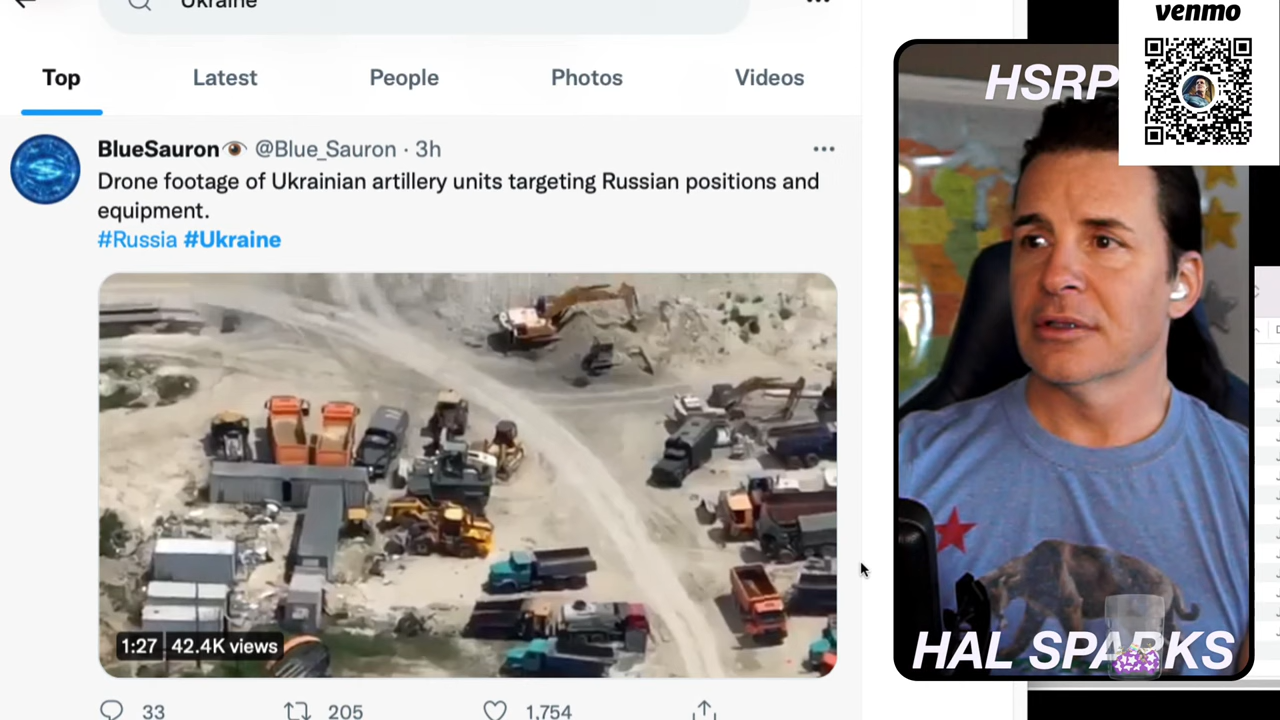 Ukraine
Top
Latest
People
Photos
Videos
BlueSauron @Blue_Sauron · 3h
Drone footage of Ukrainian artillery units targeting Russian positions and
equipment.
#Russia #Ukraine
1:27 42.4K views
33
205
1,754
venmo
HSRP
HAL SPARKS